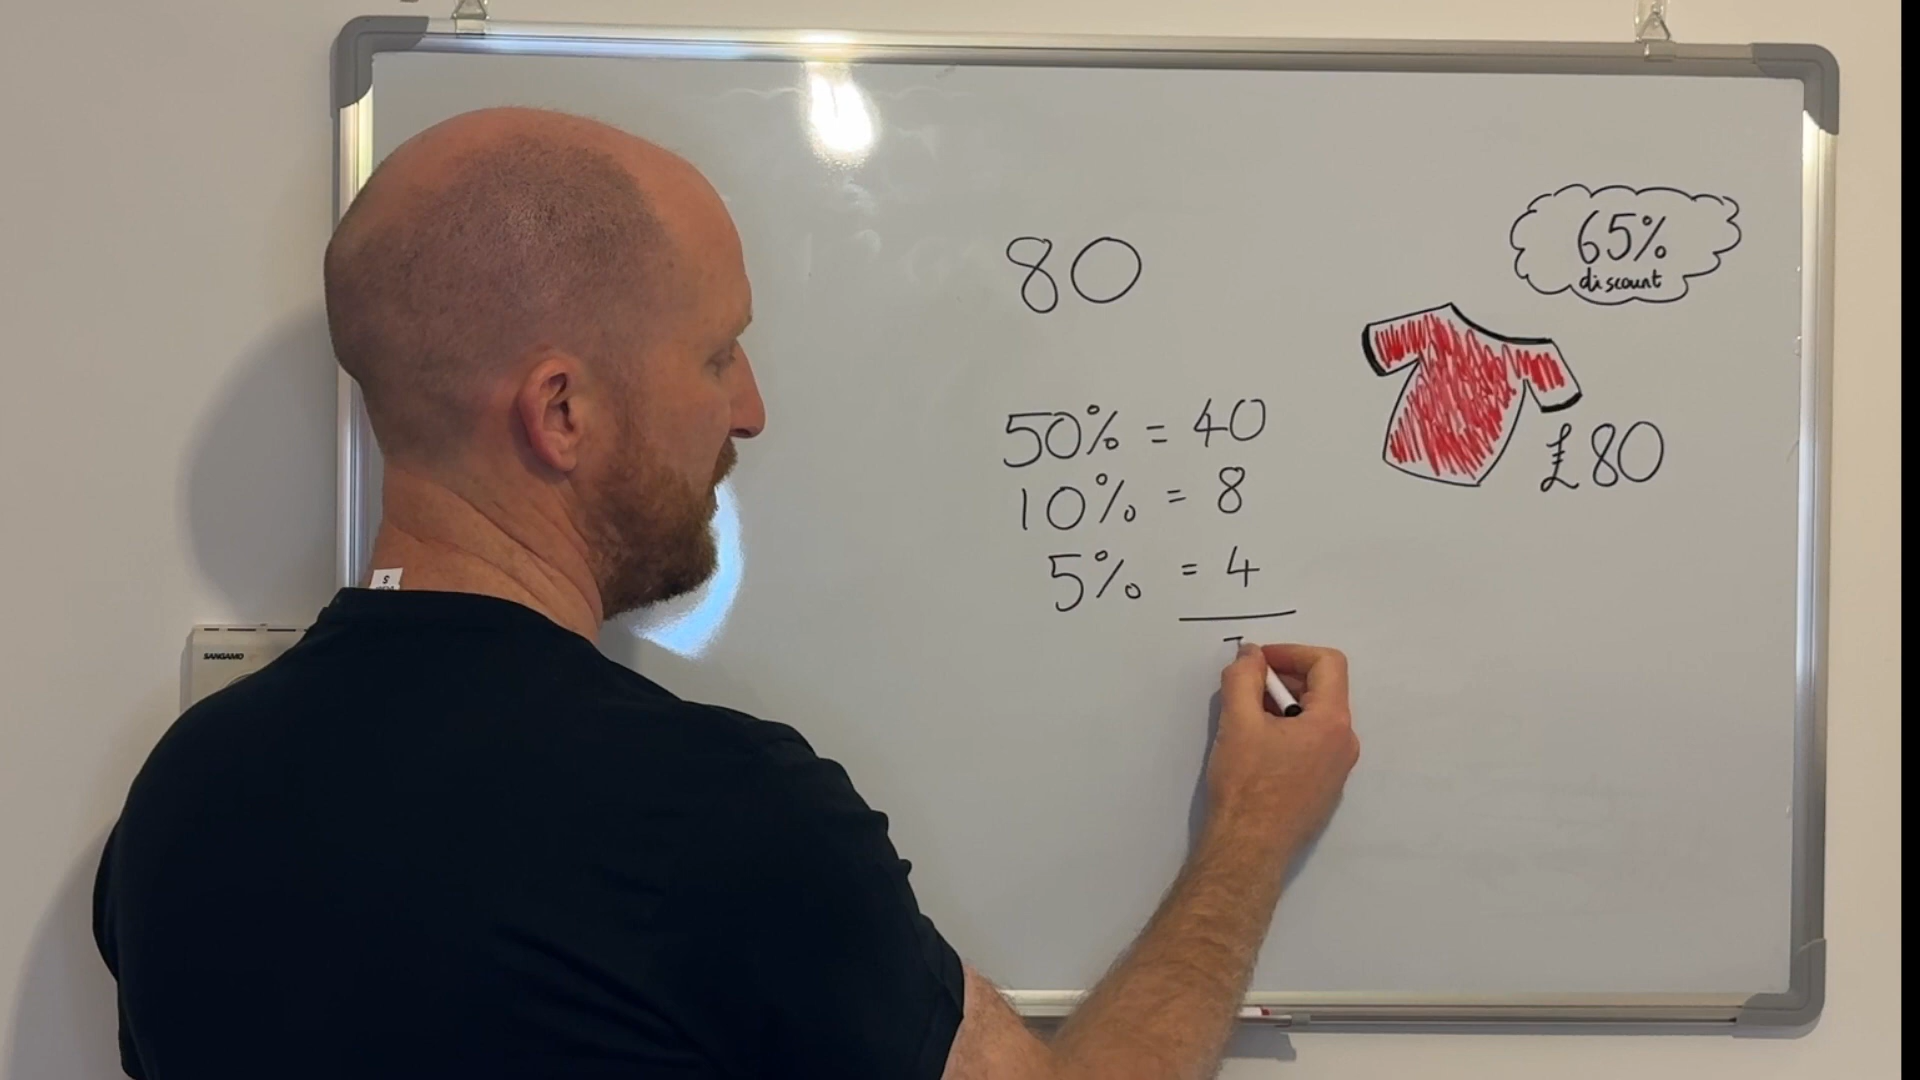 80
65%
discount
50% = 40
10% = 8
5% = 4
£80
SANGAMO
S